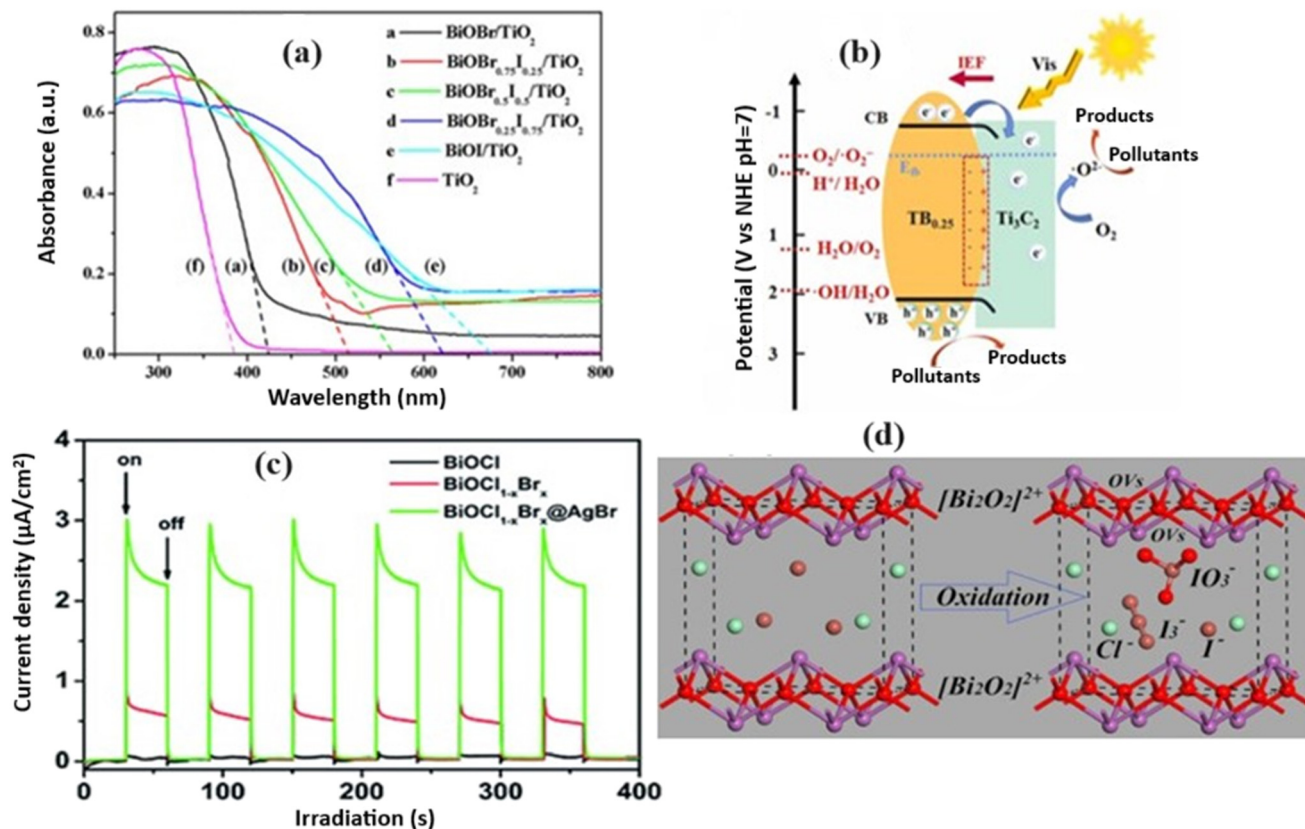 (a)
a BiOBr/TiO₂
b BiOBr₀.₇₅I₀.₂₅/TiO₂
c BiOBr₀.₅I₀.₅/TiO₂
d BiOBr₀.₂₅I₀.₇₅/TiO₂
e BiOI/TiO₂
f TiO₂
0.8
0.6
0.4
0.2
0.0
Absorbance (a.u.)
(f) (a) (b) (c) (d) (e)
300 400 500 600 700 800
Wavelength (nm)
(b)
IEF
Vis
-1
0
1
2
3
Potential (V vs NHE pH=7)
CB
e⁻ e⁻
O₂/·O₂⁻
H⁺/H₂O
H₂O/O₂
·OH/H₂O
E_fb
TB₀.₂₅
Ti₃C₂
e⁻
e⁻
e⁻
VB
h⁺ h⁺ h⁺
h⁺ h⁺
Products
Pollutants
·O²⁻
O₂
Products
Pollutants
(c)
on
off
BiOCl
BiOCl₁₋ₓBrₓ
BiOCl₁₋ₓBrₓ@AgBr
4
3
2
1
0
Current density (μA/cm²)
0 100 200 300 400
Irradiation (s)
(d)
[Bi₂O₂]²⁺
OVs
OVs
IO₃⁻
Oxidation
Cl⁻
I₃⁻
I⁻
[Bi₂O₂]²⁺